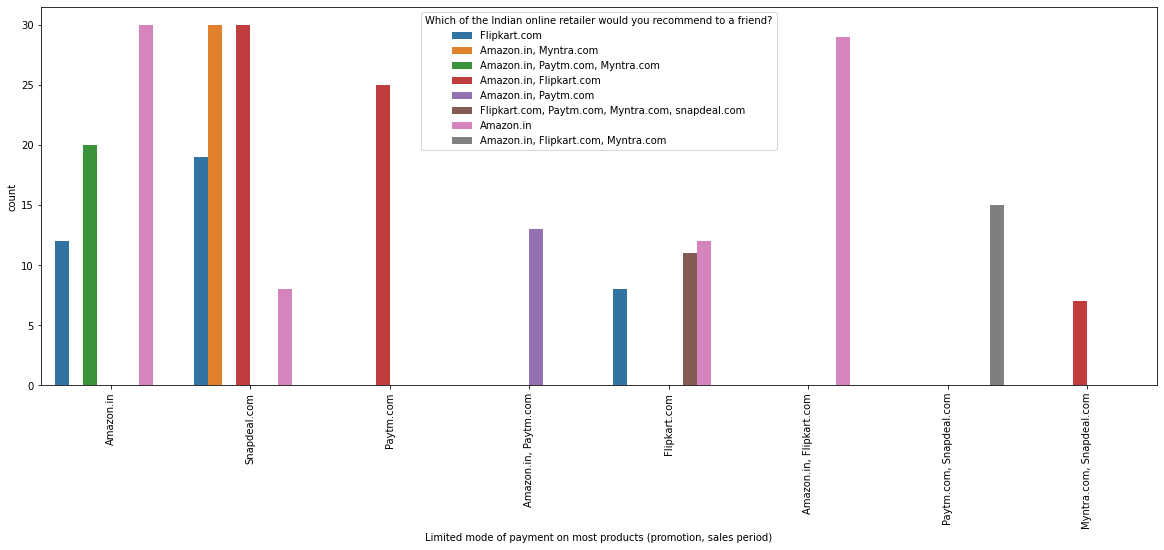 Which of the Indian online retailer would you recommend to a friend?
Flipkart.com
Amazon.in, Myntra.com
Amazon.in, Paytm.com, Myntra.com
Amazon.in, Flipkart.com
Amazon.in, Paytm.com
Flipkart.com, Paytm.com, Myntra.com, snapdeal.com
Amazon.in
Amazon.in, Flipkart.com, Myntra.com
count
30
25
20
15
10
5
0
Amazon.in
Snapdeal.com
Paytm.com
Amazon.in, Paytm.com
Flipkart.com
Amazon.in, Flipkart.com
Paytm.com, Snapdeal.com
Myntra.com, Snapdeal.com
Limited mode of payment on most products (promotion, sales period)